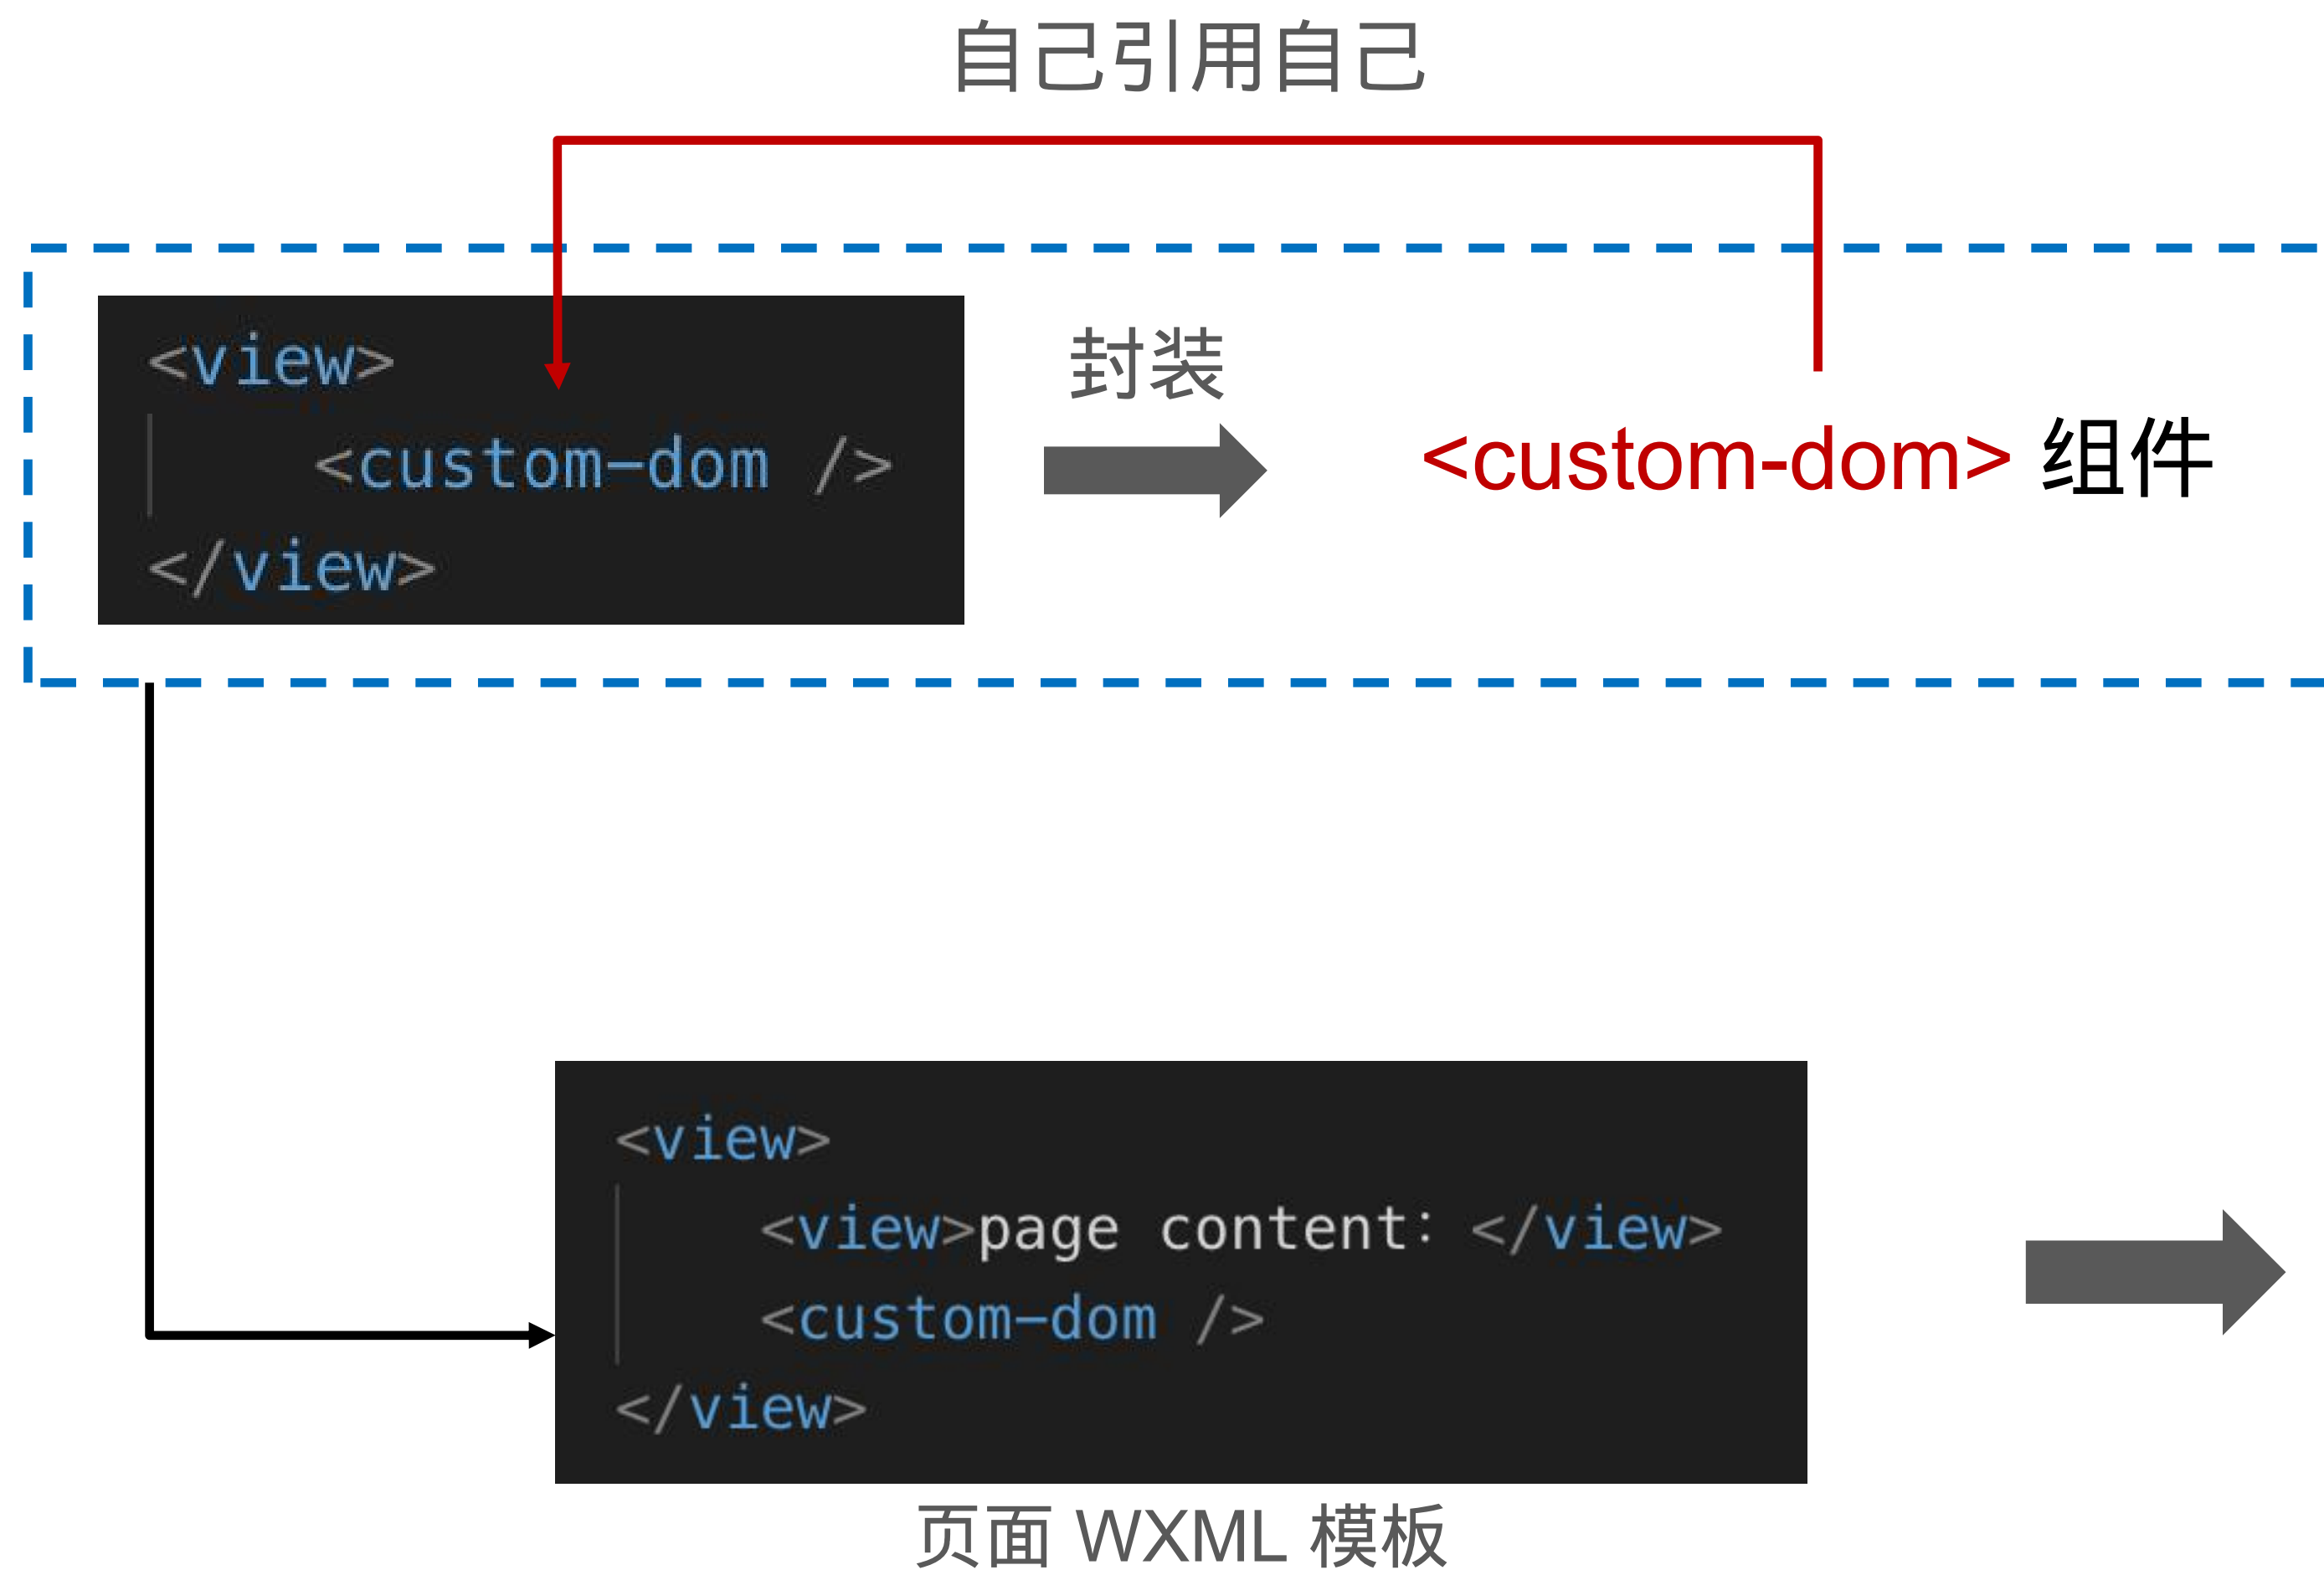 自己引用自己
<view>
<custom-dom />
</view>
封装
<custom-dom> 组件
<view>
<view>page content: </view>
<custom-dom />
</view>
页面 WXML 模板